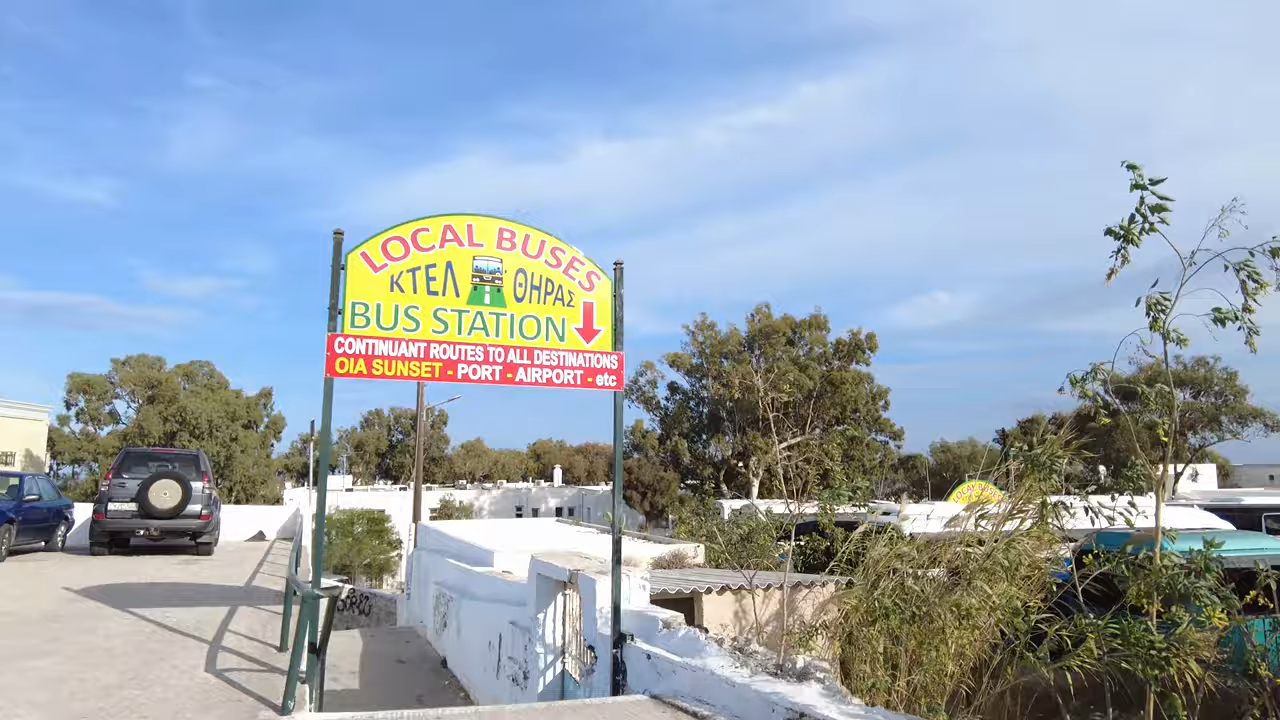 LOCAL BUSES
ΚΤΕΛ ΘΗΡΑΣ
BUS STATION
CONTINUANT ROUTES TO ALL DESTINATIONS
OIA SUNSET - PORT - AIRPORT - etc